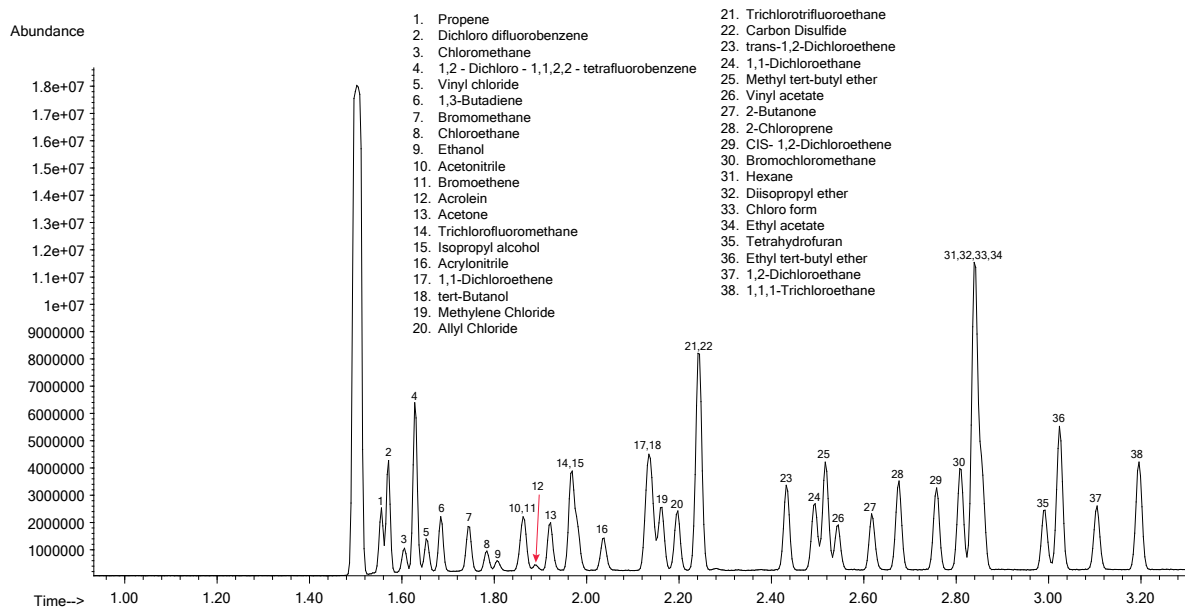 Abundance
1. Propene
2. Dichloro difluorobenzene
3. Chloromethane
4. 1,2 - Dichloro - 1,1,2,2 - tetrafluorobenzene
5. Vinyl chloride
6. 1,3-Butadiene
7. Bromomethane
8. Chloroethane
9. Ethanol
10. Acetonitrile
11. Bromoethene
12. Acrolein
13. Acetone
14. Trichlorofluoromethane
15. Isopropyl alcohol
16. Acrylonitrile
17. 1,1-Dichloroethene
18. tert-Butanol
19. Methylene Chloride
20. Allyl Chloride
21. Trichlorotrifluoroethane
22. Carbon Disulfide
23. trans-1,2-Dichloroethene
24. 1,1-Dichloroethane
25. Methyl tert-butyl ether
26. Vinyl acetate
27. 2-Butanone
28. 2-Chloroprene
29. CIS- 1,2-Dichloroethene
30. Bromochloromethane
31. Hexane
32. Diisopropyl ether
33. Chloro form
34. Ethyl acetate
35. Tetrahydrofuran
36. Ethyl tert-butyl ether
37. 1,2-Dichloroethane
38. 1,1,1-Trichloroethane
1.8e+07
1.7e+07
1.6e+07
1.5e+07
1.4e+07
1.3e+07
1.2e+07
1.1e+07
1e+07
9000000
8000000
7000000
6000000
5000000
4000000
3000000
2000000
1000000
1
2
3
4
5
6
7
8
9
10,11
12
13
14,15
16
17,18
19
20
21,22
23
24
25
26
27
28
29
30
31,32,33,34
35
36
37
38
Time-->
1.00
1.20
1.40
1.60
1.80
2.00
2.20
2.40
2.60
2.80
3.00
3.20